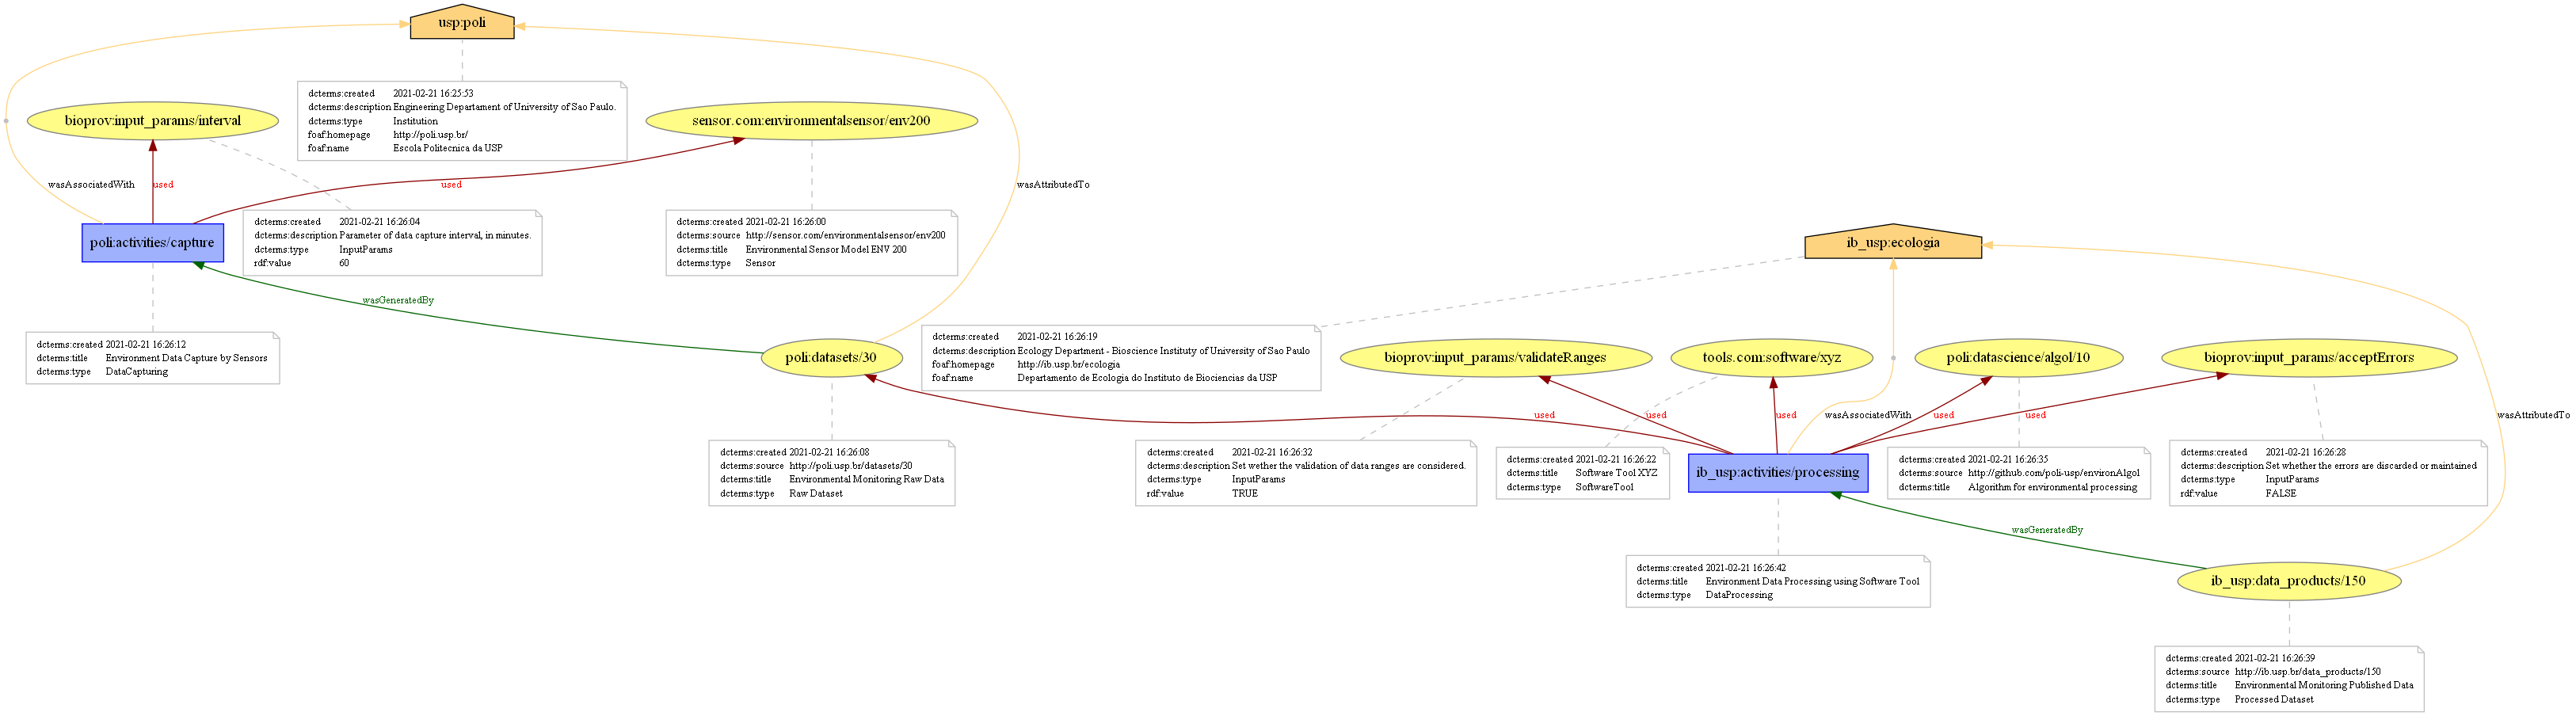 usp:poli
dcterms:created 2021-02-21 16:25:53
dcterms:description Engineering Departament of University of Sao Paulo.
dcterms:type Institution
foaf:homepage http://poli.usp.br/
foaf:name Escola Politecnica da USP
bioprov:input_params/interval
sensor.com:environmentalsensor/env200
wasAssociatedWith
used
used
wasAttributedTo
dcterms:created 2021-02-21 16:26:04
dcterms:description Parameter of data capture interval, in minutes.
dcterms:type InputParams
rdf:value 60
dcterms:created 2021-02-21 16:26:00
dcterms:source http://sensor.com/environmentalsensor/env200
dcterms:title Environmental Sensor Model ENV 200
dcterms:type Sensor
poli:activities/capture
ib_usp:ecologia
wasGeneratedBy
dcterms:created 2021-02-21 16:26:12
dcterms:title Environment Data Capture by Sensors
dcterms:type DataCapturing
poli:datasets/30
dcterms:created 2021-02-21 16:26:19
dcterms:description Ecology Department - Bioscience Instituty of University of Sao Paulo
foaf:homepage http://ib.usp.br/ecologia
foaf:name Departamento de Ecologia do Instituto de Biociencias da USP
bioprov:input_params/validateRanges
tools.com:software/xyz
poli:datascience/algol/10
bioprov:input_params/acceptErrors
used
used
used
wasAssociatedWith
used
used
wasAttributedTo
dcterms:created 2021-02-21 16:26:08
dcterms:source http://poli.usp.br/datasets/30
dcterms:title Environmental Monitoring Raw Data
dcterms:type Raw Dataset
dcterms:created 2021-02-21 16:26:32
dcterms:description Set wether the validation of data ranges are considered.
dcterms:type InputParams
rdf:value TRUE
dcterms:created 2021-02-21 16:26:22
dcterms:title Software Tool XYZ
dcterms:type SoftwareTool
ib_usp:activities/processing
dcterms:created 2021-02-21 16:26:35
dcterms:source http://github.com/poli-usp/environAlgol
dcterms:title Algorithm for environmental processing
dcterms:created 2021-02-21 16:26:28
dcterms:description Set whether the errors are discarded or maintained
dcterms:type InputParams
rdf:value FALSE
wasGeneratedBy
dcterms:created 2021-02-21 16:26:42
dcterms:title Environment Data Processing using Software Tool
dcterms:type DataProcessing
ib_usp:data_products/150
dcterms:created 2021-02-21 16:26:39
dcterms:source http://ib.usp.br/data_products/150
dcterms:title Environmental Monitoring Published Data
dcterms:type Processed Dataset